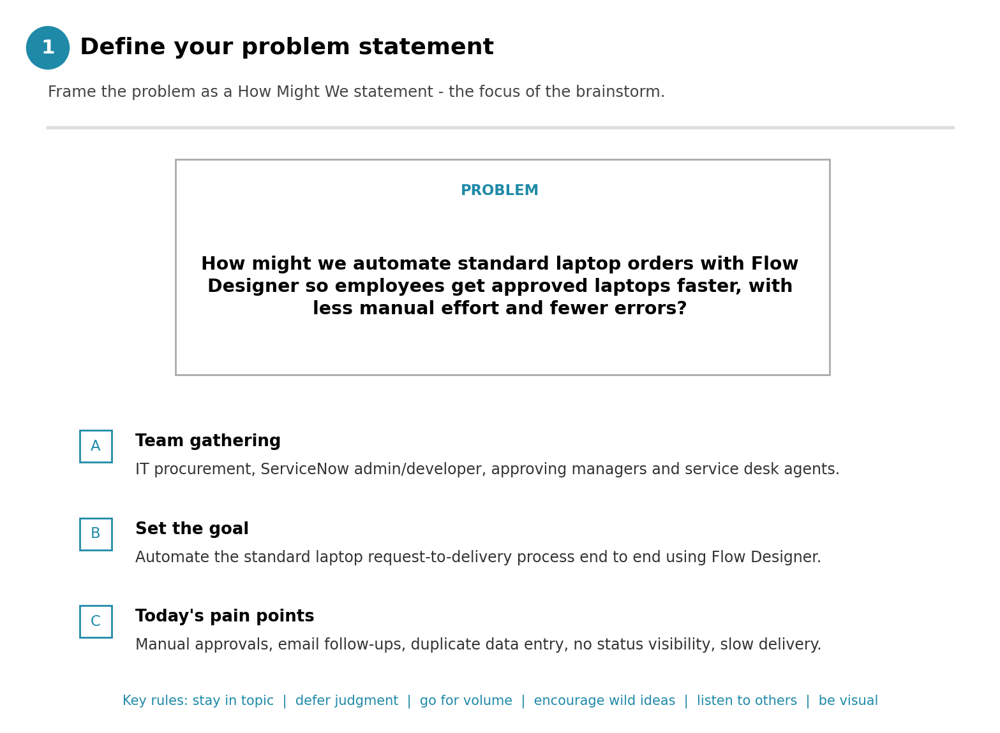 1 Define your problem statement
Frame the problem as a How Might We statement - the focus of the brainstorm.
PROBLEM
How might we automate standard laptop orders with Flow
Designer so employees get approved laptops faster, with
less manual effort and fewer errors?
A Team gathering
IT procurement, ServiceNow admin/developer, approving managers and service desk agents.
B Set the goal
Automate the standard laptop request-to-delivery process end to end using Flow Designer.
C Today's pain points
Manual approvals, email follow-ups, duplicate data entry, no status visibility, slow delivery.
Key rules: stay in topic | defer judgment | go for volume | encourage wild ideas | listen to others | be visual